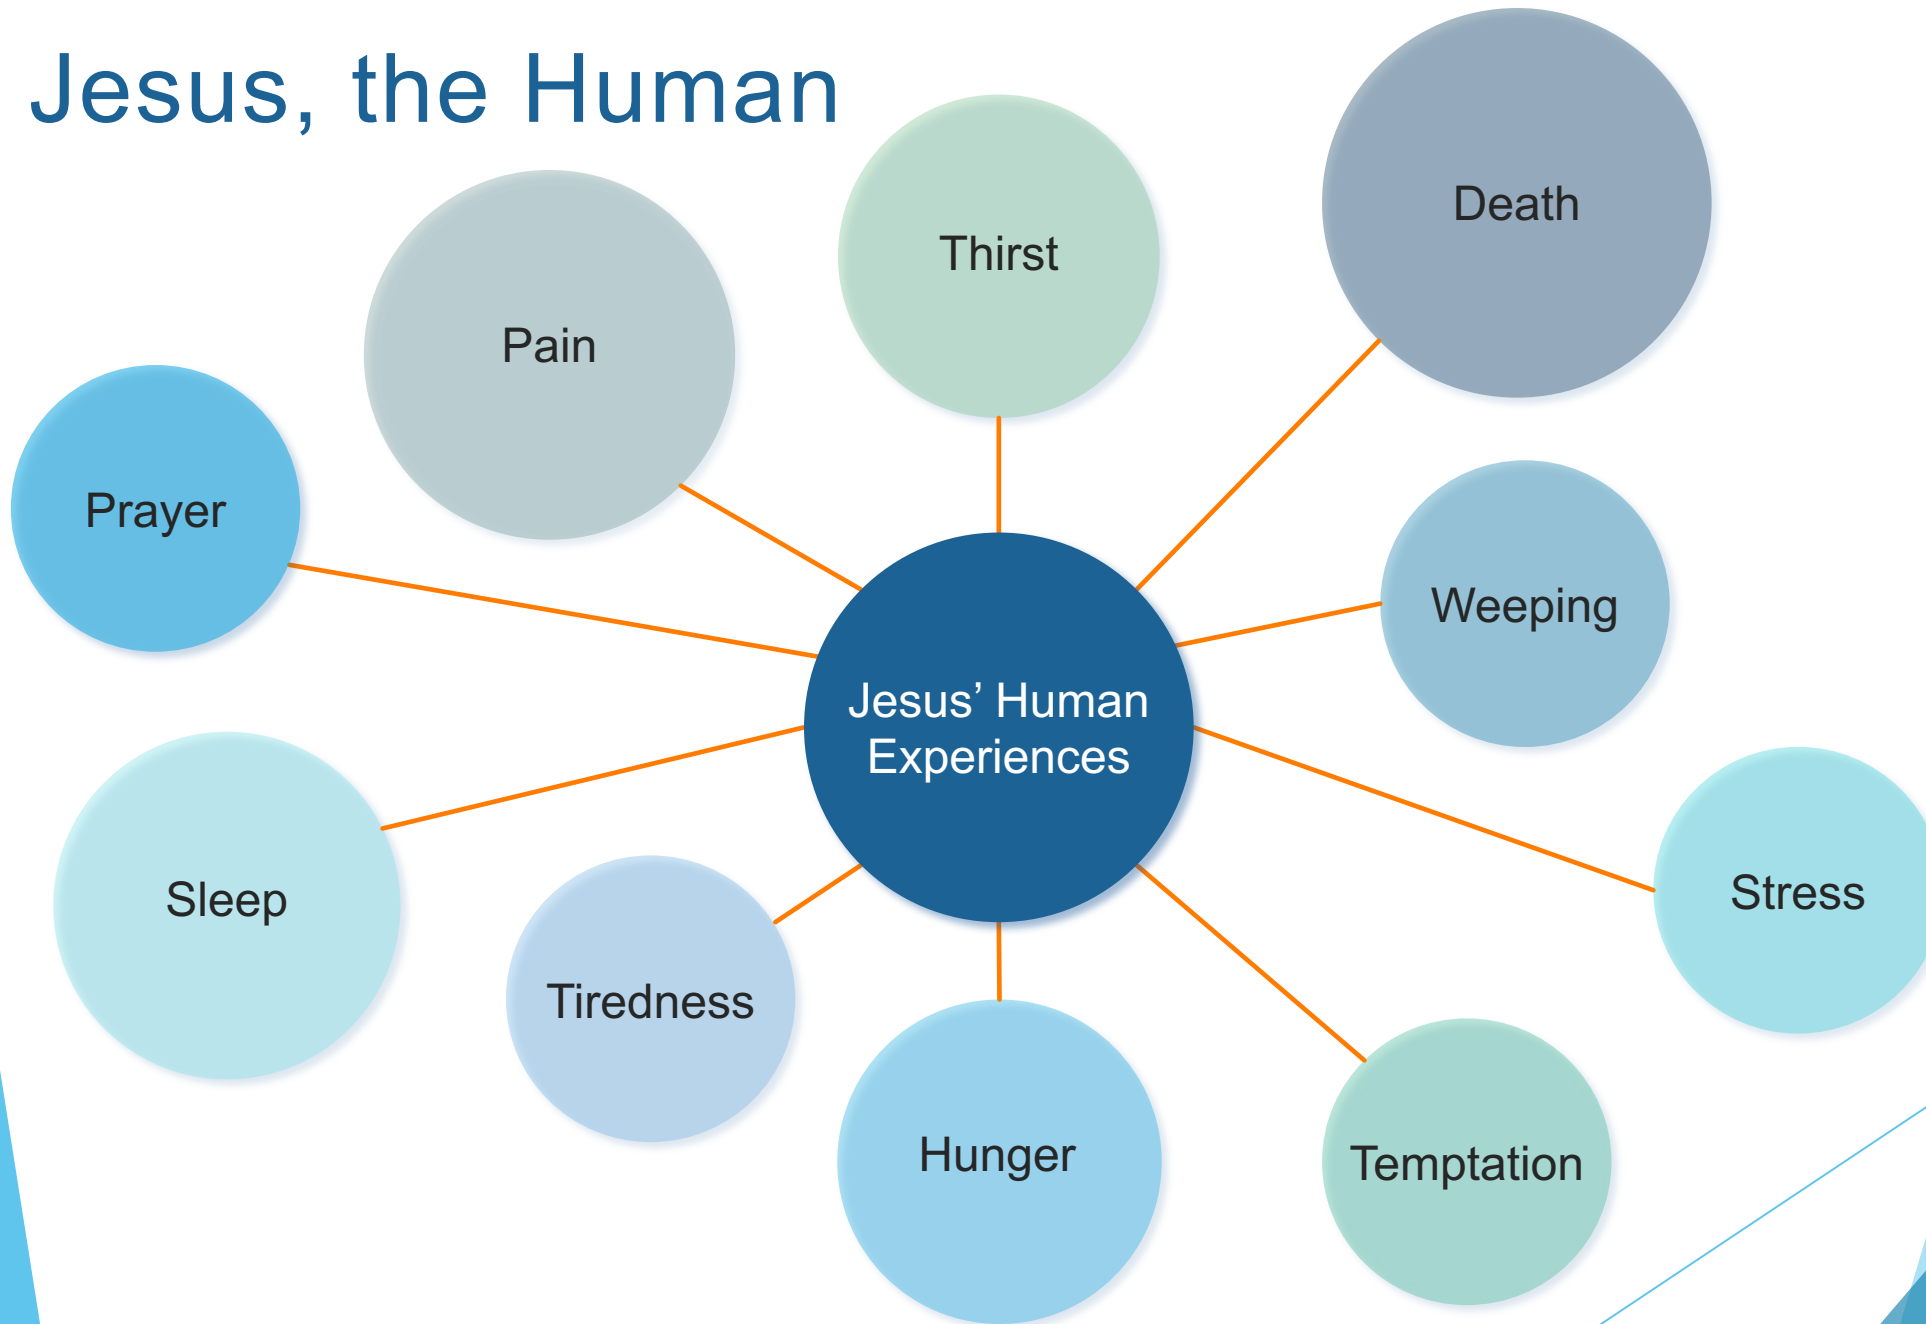 Jesus, the Human
Death
Thirst
Pain
Prayer
Weeping
Jesus’ Human
Experiences
Stress
Sleep
Tiredness
Hunger
Temptation